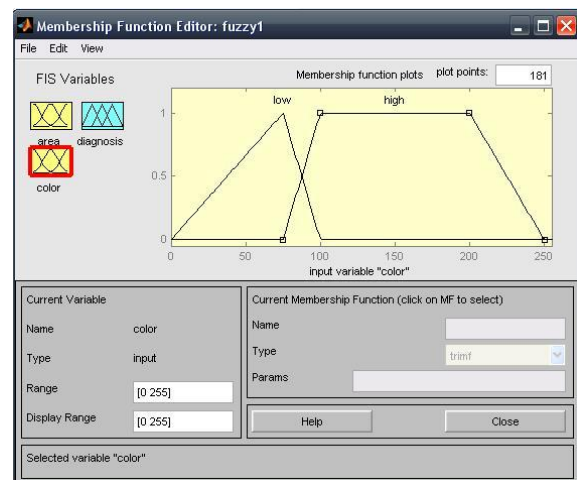 Membership Function Editor: fuzzy1
File Edit View
FIS Variables
area diagnosis
color
Membership function plots plot points: 181
low high
1
0.5
0
0 50 100 150 200 250
input variable "color"
Current Variable
Name color
Type input
Range [0 255]
Display Range [0 255]
Current Membership Function (click on MF to select)
Name
Type trimf
Params
Help Close
Selected variable "color"